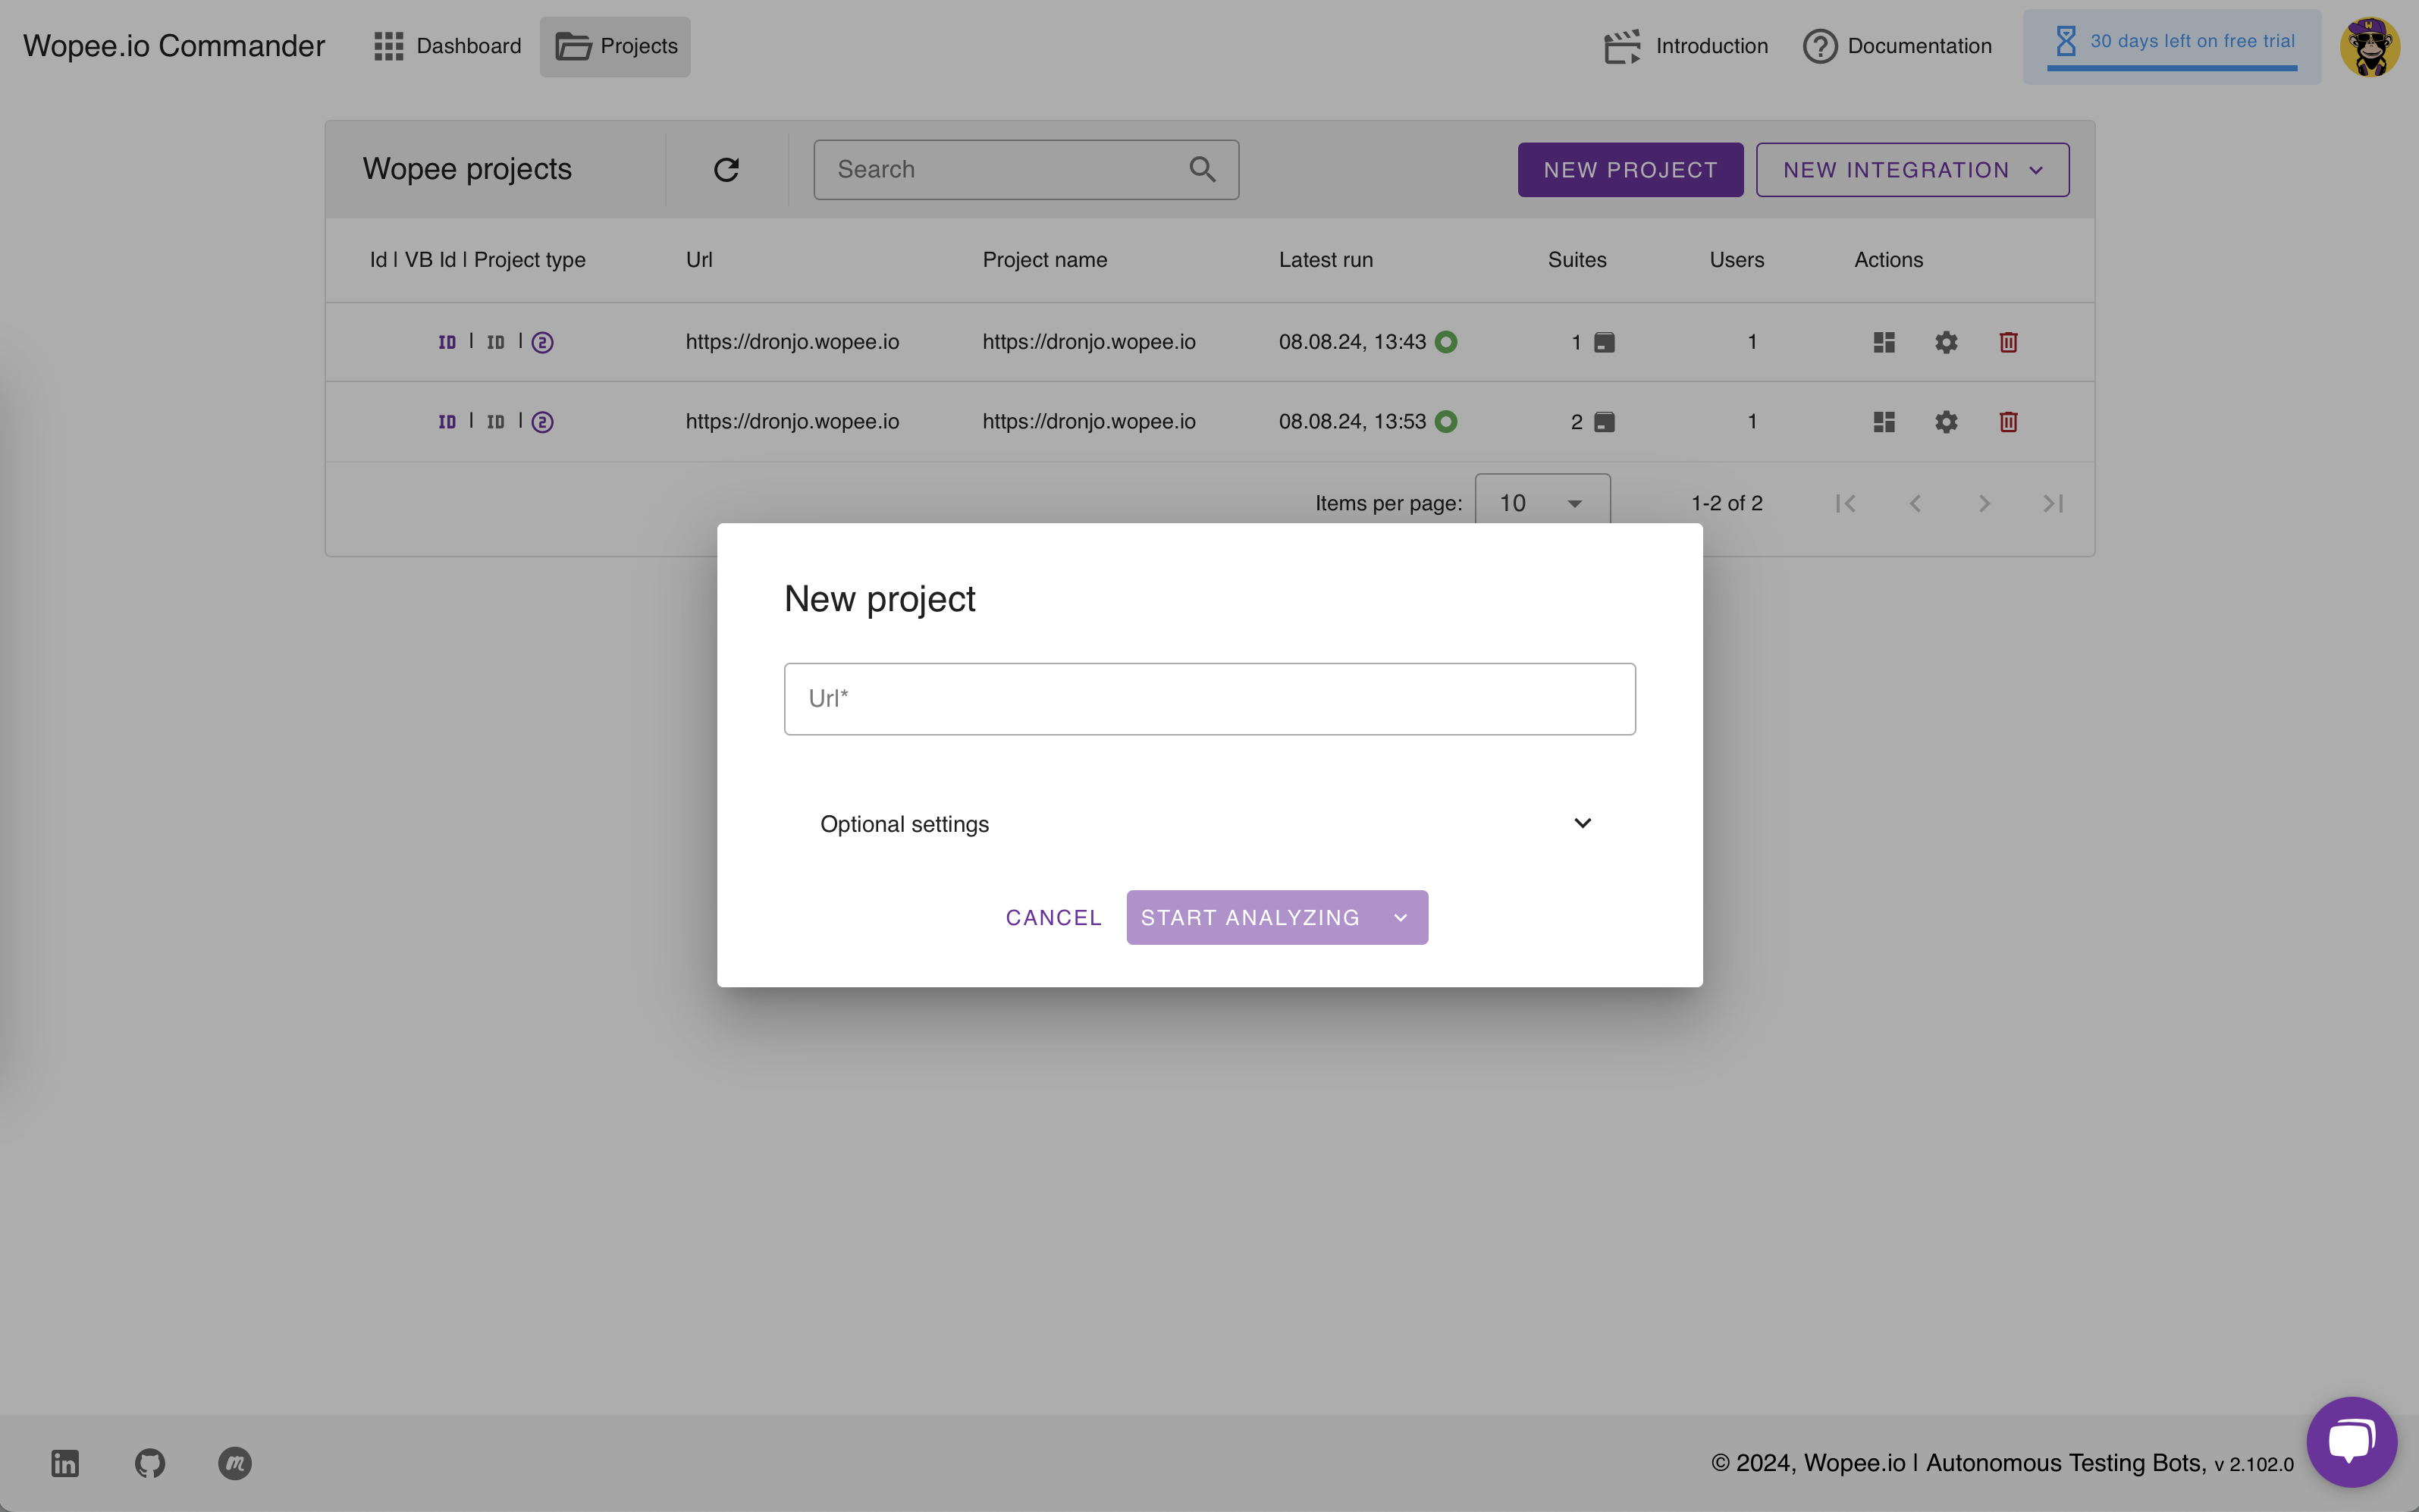 Wopee.io Commander
Dashboard
Projects
Introduction
Documentation
30 days left on free trial
Wopee projects
Search
NEW PROJECT
NEW INTEGRATION
Id | VB Id | Project type
Url
Project name
Latest run
Suites
Users
Actions
ID | ID | 2
https://dronjo.wopee.io
https://dronjo.wopee.io
08.08.24, 13:43
1
1
ID | ID | 2
https://dronjo.wopee.io
https://dronjo.wopee.io
08.08.24, 13:53
2
1
Items per page:
10
1-2 of 2
New project
Url*
Optional settings
CANCEL
START ANALYZING
© 2024, Wopee.io | Autonomous Testing Bots, v 2.102.0